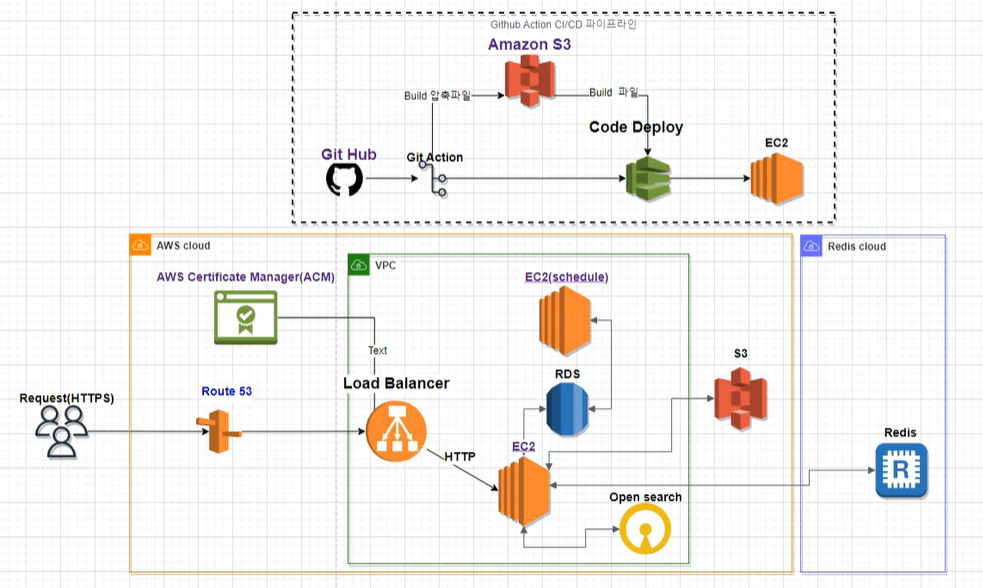 Github Action CI/CD 파이프라인
Amazon S3
Build 압축파일
Build 파일
Code Deploy
Git Hub
Git Action
EC2
AWS cloud
Redis cloud
VPC
AWS Certificate Manager(ACM)
EC2(schedule)
Text
S3
RDS
Load Balancer
Route 53
Request(HTTPS)
Redis
EC2
HTTP
R
Open search